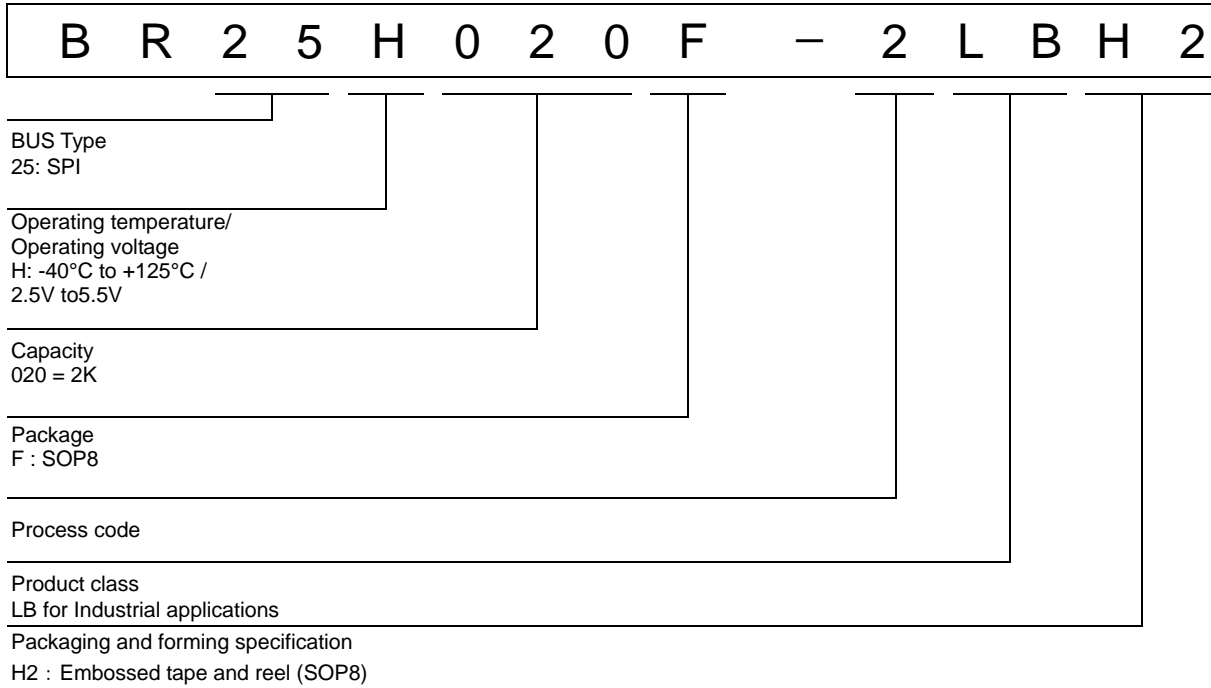 B R 2 5 H 0 2 0 F － 2 L B H 2
BUS Type
25: SPI
Operating temperature/
Operating voltage
H: -40°C to +125°C /
2.5V to5.5V
Capacity
020 = 2K
Package
F : SOP8
Process code
Product class
LB for Industrial applications
Packaging and forming specification
H2：Embossed tape and reel (SOP8)